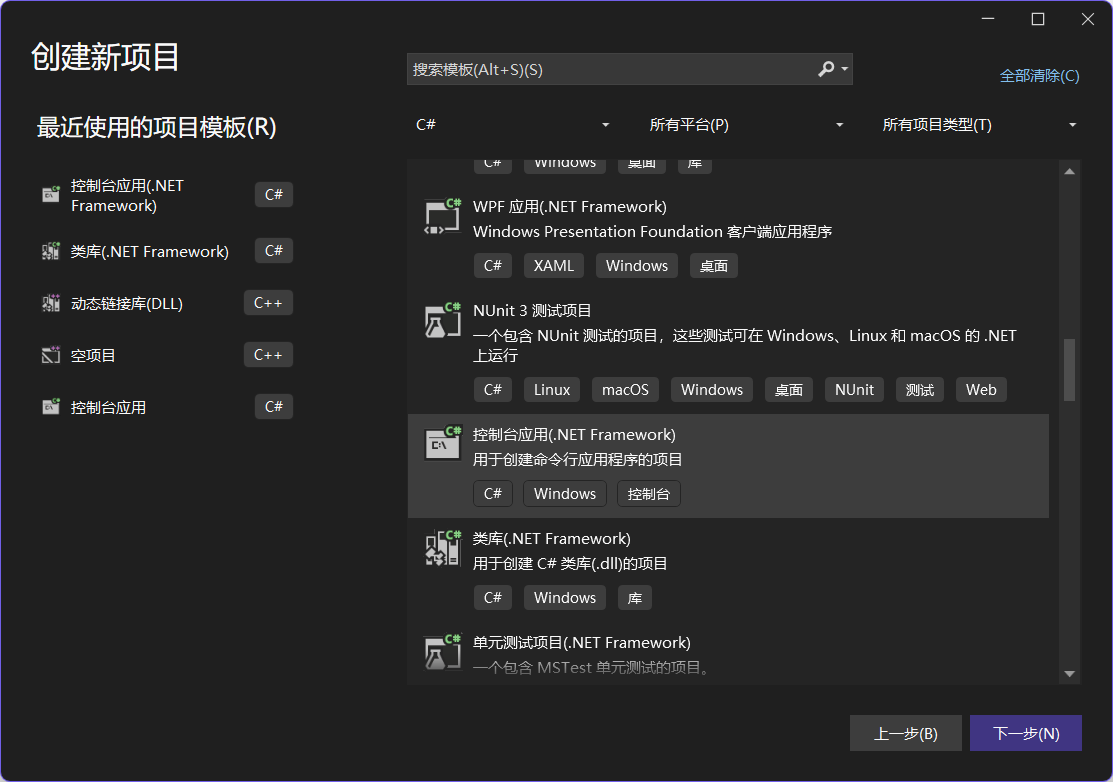 创建新项目
搜索模板(Alt+S)(S)
全部清除(C)
最近使用的项目模板(R)
C#
所有平台(P)
所有项目类型(T)
控制台应用(.NET
Framework)
C#
类库(.NET Framework)
C#
动态链接库(DLL)
C++
空项目
C++
控制台应用
C#
C# Windows 桌面 库
WPF 应用(.NET Framework)
Windows Presentation Foundation 客户端应用程序
C# XAML Windows 桌面
NUnit 3 测试项目
一个包含 NUnit 测试的项目，这些测试可在 Windows、Linux 和 macOS 的 .NET
上运行
C# Linux macOS Windows 桌面 NUnit 测试 Web
控制台应用(.NET Framework)
用于创建命令行应用程序的项目
C# Windows 控制台
类库(.NET Framework)
用于创建 C# 类库(.dll)的项目
C# Windows 库
单元测试项目(.NET Framework)
一个包含 MSTest 单元测试的项目。
上一步(B)
下一步(N)